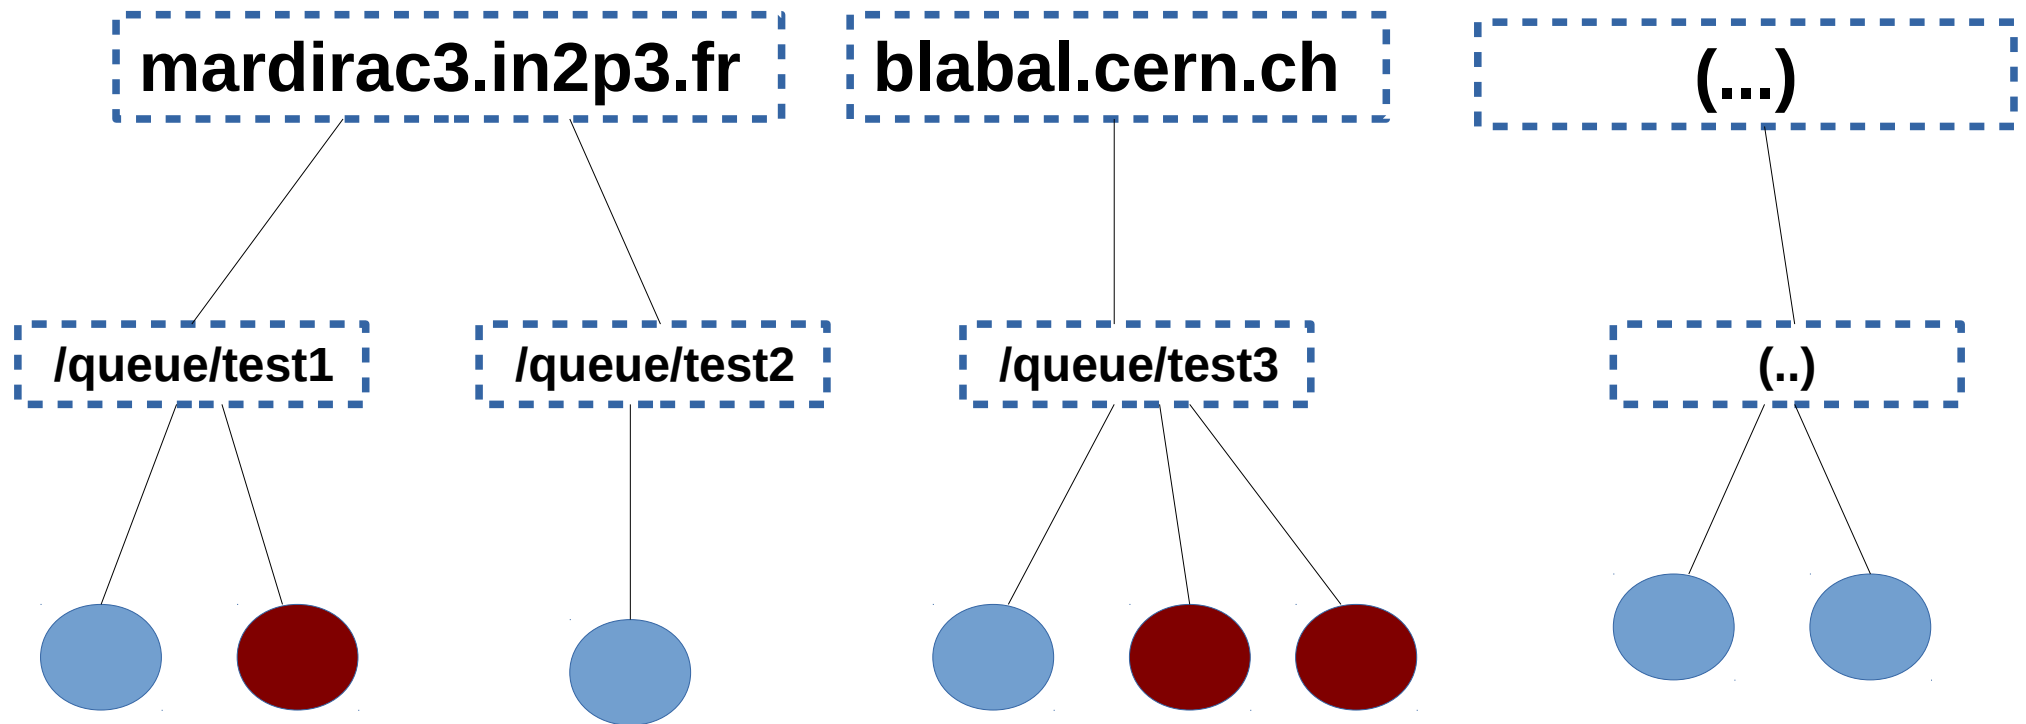 mardirac3.in2p3.fr
blabal.cern.ch
(...)
/queue/test1
/queue/test2
/queue/test3
(..)